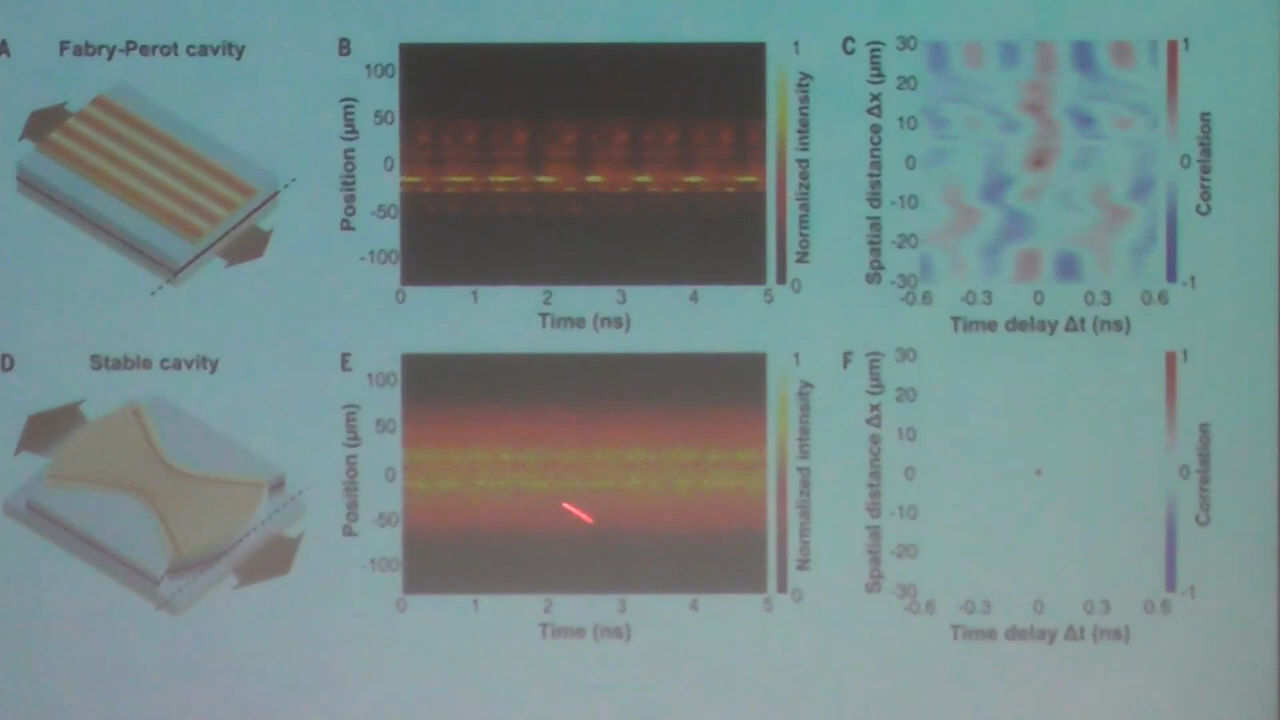 A Fabry-Perot cavity
B
Position (µm)
100
50
0
-50
-100
0 1 2 3 4 5
Time (ns)
1
0
Normalized intensity
C
Spatial distance Δx (µm)
30
20
10
0
-10
-20
-30
-0.6 -0.3 0 0.3 0.6
Time delay Δt (ns)
1
0
-1
Correlation
D Stable cavity
E
Position (µm)
100
50
0
-50
-100
0 1 2 3 4 5
Time (ns)
1
0
Normalized intensity
F
Spatial distance Δx (µm)
30
20
10
0
-10
-20
-30
-0.6 -0.3 0 0.3 0.6
Time delay Δt (ns)
1
0
-1
Correlation